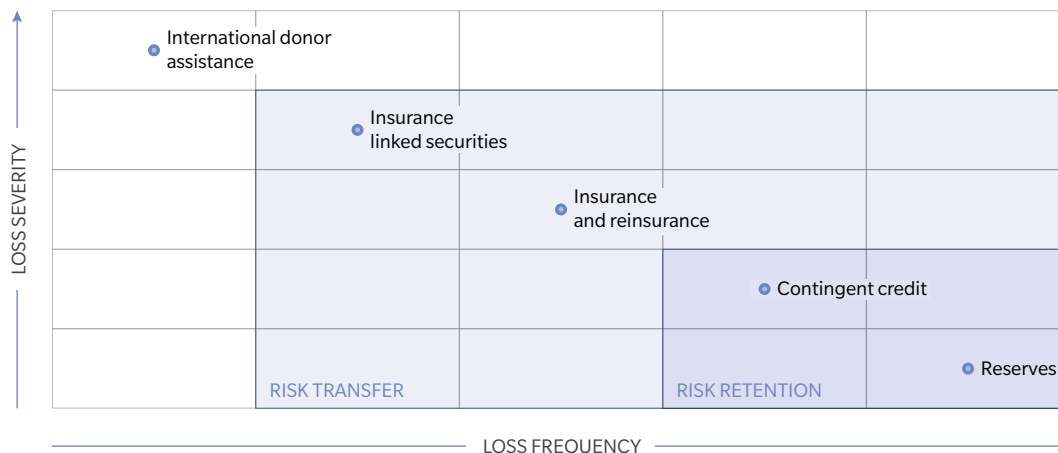 International donor
assistance
Insurance
linked securities
Insurance
and reinsurance
Contingent credit
Reserves
RISK TRANSFER
RISK RETENTION
LOSS SEVERITY
LOSS FREQUENCY